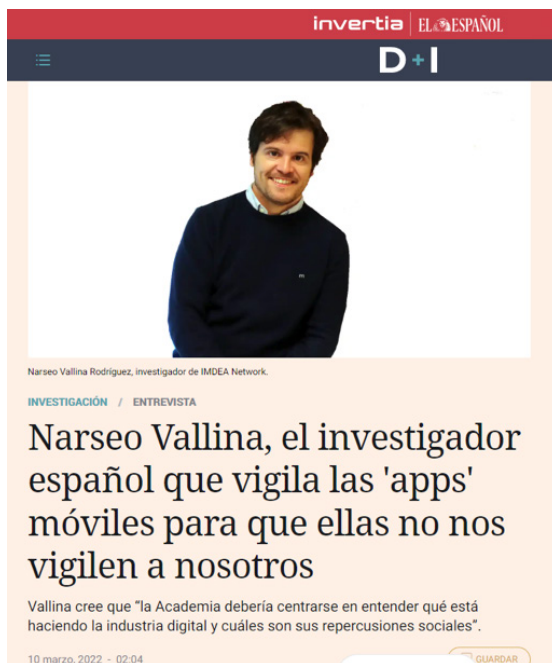 invertia EL ESPAÑOL
D+I
Narseo Vallina Rodríguez, investigador de IMDEA Network.
INVESTIGACIÓN / ENTREVISTA
Narseo Vallina, el investigador
español que vigila las 'apps'
móviles para que ellas no nos
vigilen a nosotros
Vallina cree que “la Academia debería centrarse en entender qué está
haciendo la industria digital y cuáles son sus repercusiones sociales”.
10 marzo, 2022 - 02:04
GUARDAR